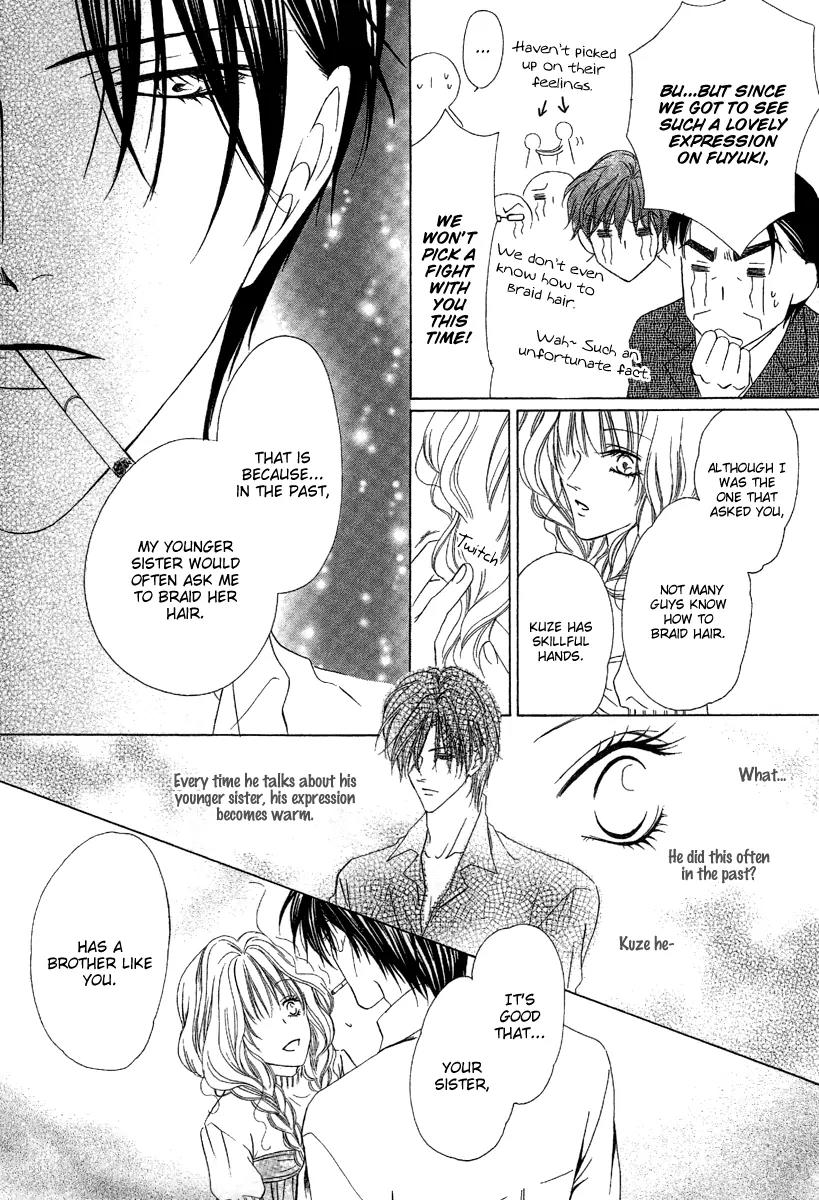 BU...BUT SINCE
WE GOT TO SEE
SUCH A LOVELY
EXPRESSION
ON FUYUKI,
Haven't picked
up on their
feelings.
...
WE
WON'T
PICK A
FIGHT
WITH
YOU
THIS
TIME!
We don't even
know how to
Braid hair.
Wah~ Such an
unfortunate fact.
ALTHOUGH I
WAS THE
ONE THAT
ASKED YOU,
NOT MANY
GUYS KNOW
HOW TO
BRAID HAIR.
KUZE HAS
SKILLFUL
HANDS.
Twitch
THAT IS
BECAUSE...
IN THE PAST,
MY YOUNGER
SISTER WOULD
OFTEN ASK ME
TO BRAID HER
HAIR.
What...
He did this often
in the past?
Kuze he-
Every time he talks about his
younger sister, his expression
becomes warm.
IT'S
GOOD
THAT...
YOUR
SISTER,
HAS A
BROTHER LIKE
YOU.